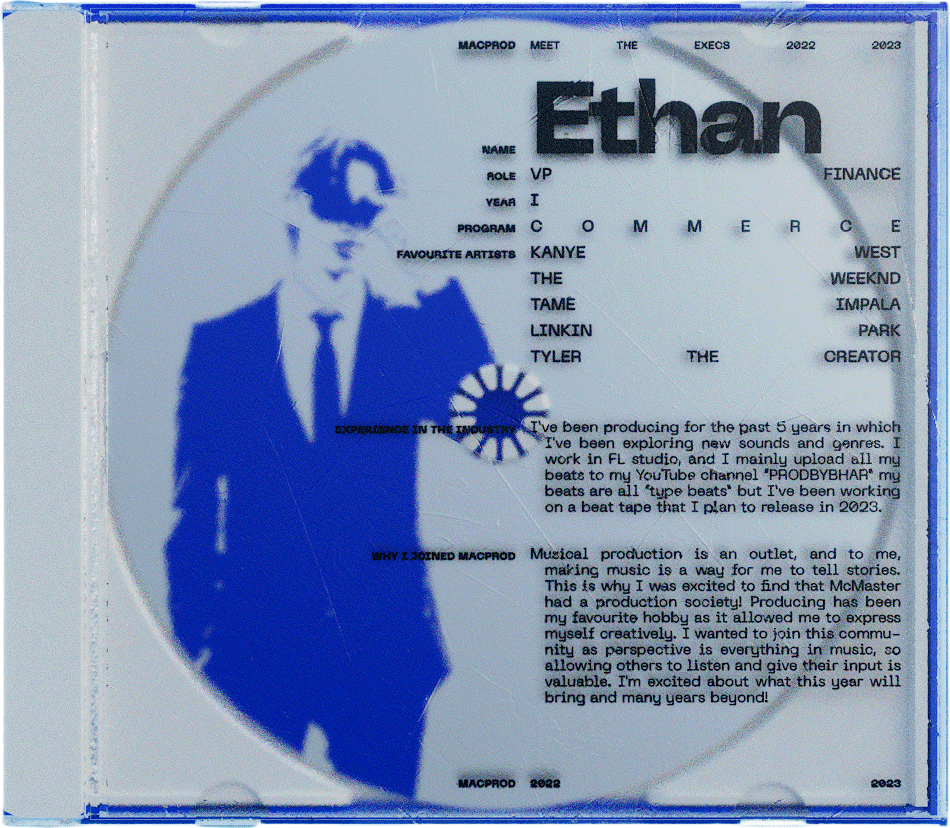 MACPROD MEET THE EXECS 2022 2023
NAME Ethan
ROLE VP FINANCE
YEAR I
PROGRAM COMMERCE
FAVOURITE ARTISTS KANYE WEST
THE WEEKND
TAME IMPALA
LINKIN PARK
TYLER THE CREATOR
EXPERIENCE IN THE INDUSTRY I've been producing for the past 5 years in which
I've been exploring new sounds and genres. I
work in FL studio, and I mainly upload all my
beats to my YouTube channel "PRODBYBHAR" my
beats are all "type beats" but I've been working
on a beat tape that I plan to release in 2023.
WHY I JOINED MACPROD Musical production is an outlet, and to me,
making music is a way for me to tell stories.
This is why I was excited to find that McMaster
had a production society! Producing has been
my favourite hobby as it allowed me to express
myself creatively. I wanted to join this commu-
nity as perspective is everything in music, so
allowing others to listen and give their input is
valuable. I'm excited about what this year will
bring and many years beyond!
MACPROD 2022 2023